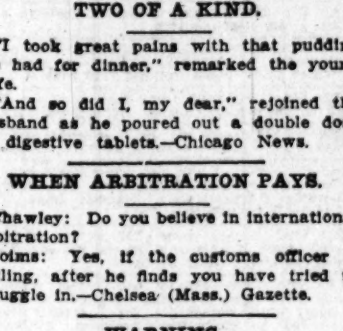 TWO OF A KIND.
"I took great pains with that puddin
had for dinner," remarked the youn
fe.
"And so did I, my dear," rejoined th
sband as he poured out a double do
digestive tablets.—Chicago News.
WHEN ARBITRATION PAYS.
hawley: Do you believe in internation
bitration?
oims: Yes, if the customs officer
ling, after he finds you have tried
uggle in.—Chelsea (Mass.) Gazette.
WARNING